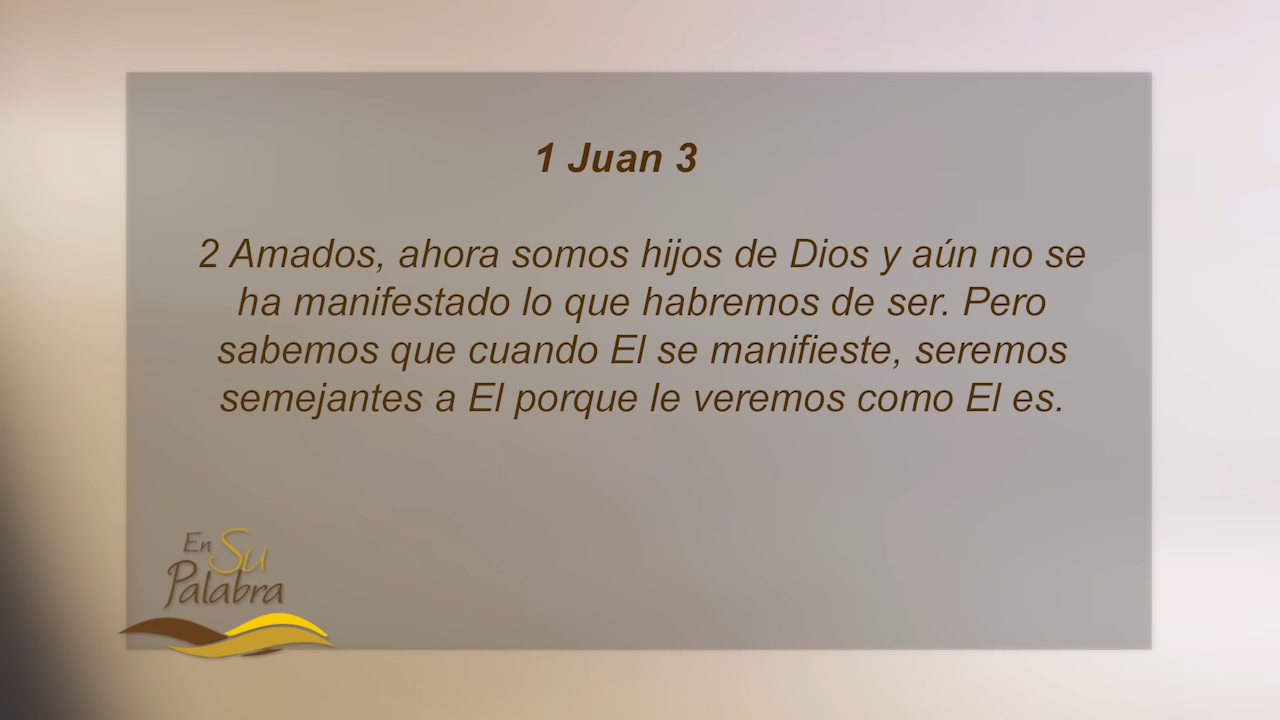 1 Juan 3
2 Amados, ahora somos hijos de Dios y aún no se
ha manifestado lo que habremos de ser. Pero
sabemos que cuando El se manifieste, seremos
semejantes a El porque le veremos como El es.
En Su
Palabra